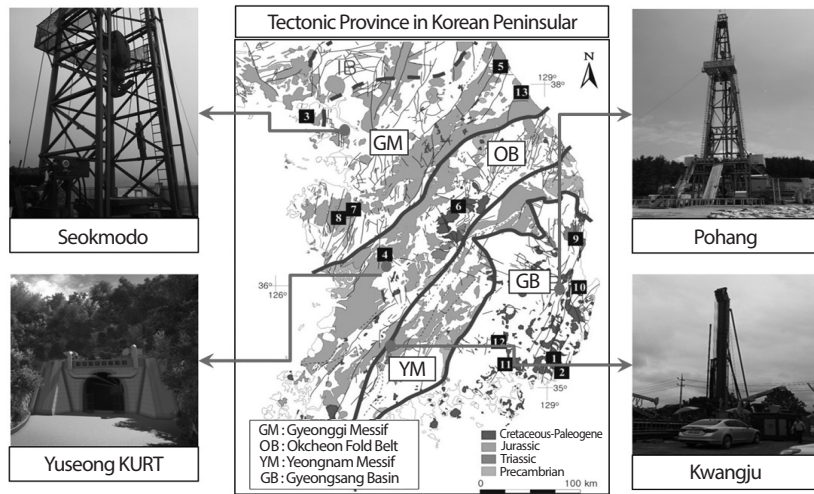 Tectonic Province in Korean Peninsular
Seokmodo
Yuseong KURT
Pohang
Kwangju
N
129°
38°
IB
5
13
3
GM
OB
7
8
6
4
9
36°
126°
GB
10
12
11
1
2
YM
35°
129°
GM : Gyeonggi Messif
OB : Okcheon Fold Belt
YM : Yeongnam Messif
GB : Gyeongsang Basin
Cretaceous-Paleogene
Jurassic
Triassic
Precambrian
0 100 km